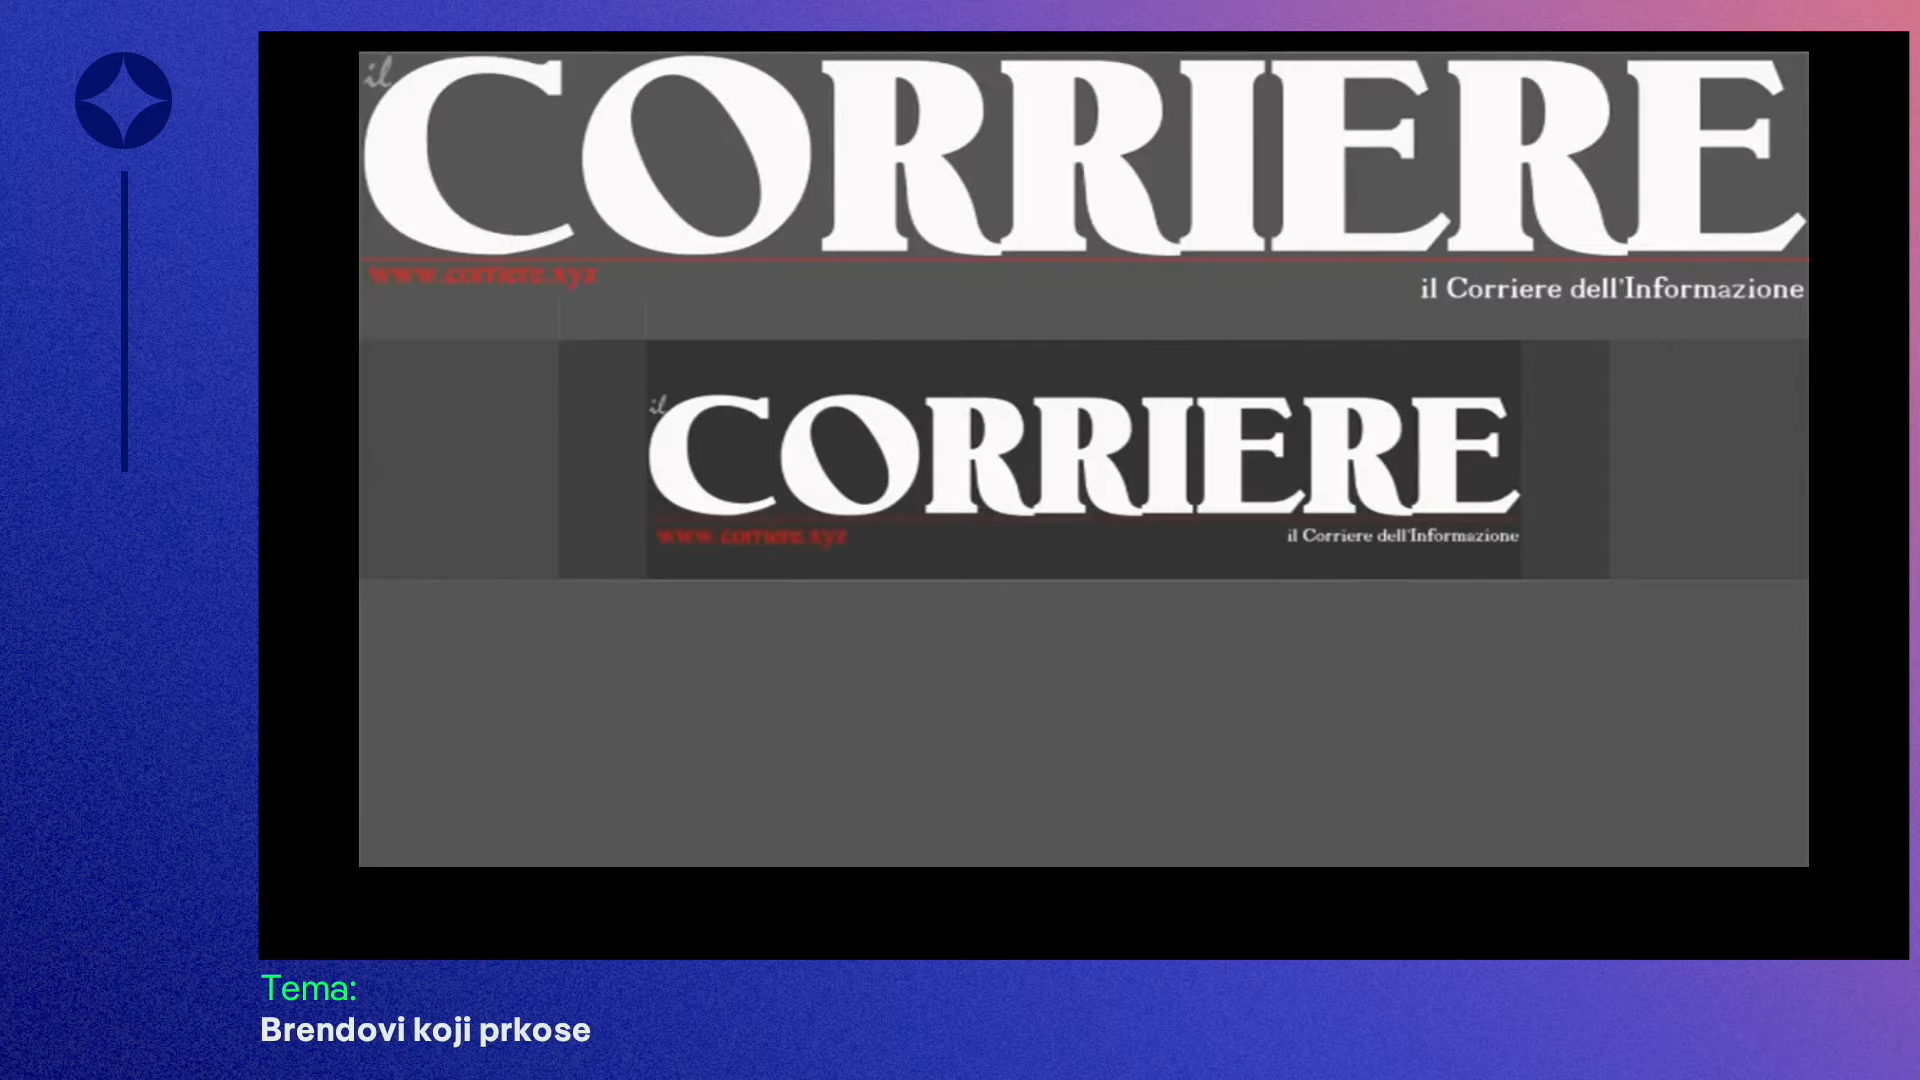 il
CORRIERE
www.corriere.xyz
il Corriere dell'Informazione
il
CORRIERE
www.corriere.xyz
il Corriere dell'Informazione
Tema:
Brendovi koji prkose